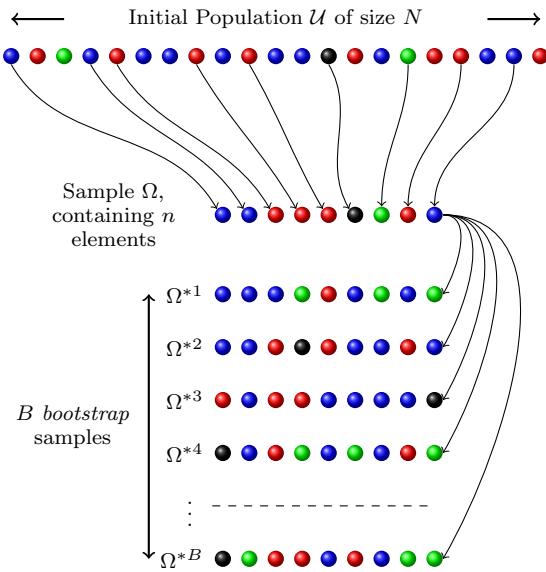 Initial Population 𝒰 of size N
Sample Ω,
containing n
elements
Ω*1
Ω*2
Ω*3
B bootstrap
samples
Ω*4
⋮
Ω*B